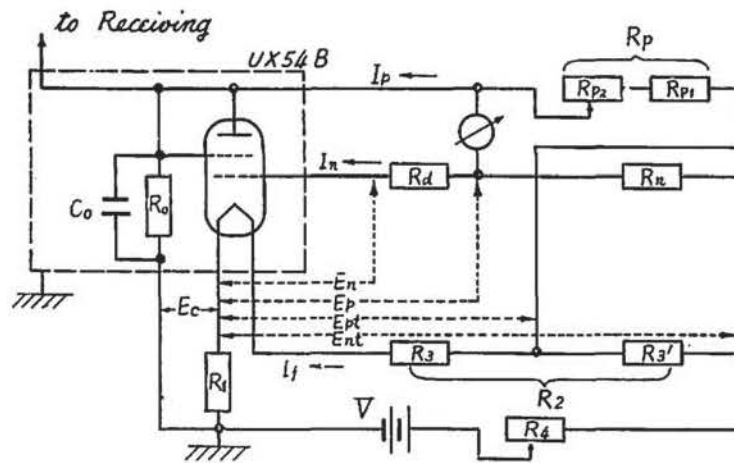 to Receiving
UX54B
Ip
Rp
Rp2
Rp1
In
Rd
Rn
Co
Ro
En
Ep
Ept
Ent
Ec
R1
If
R3
R3'
R2
V
R4